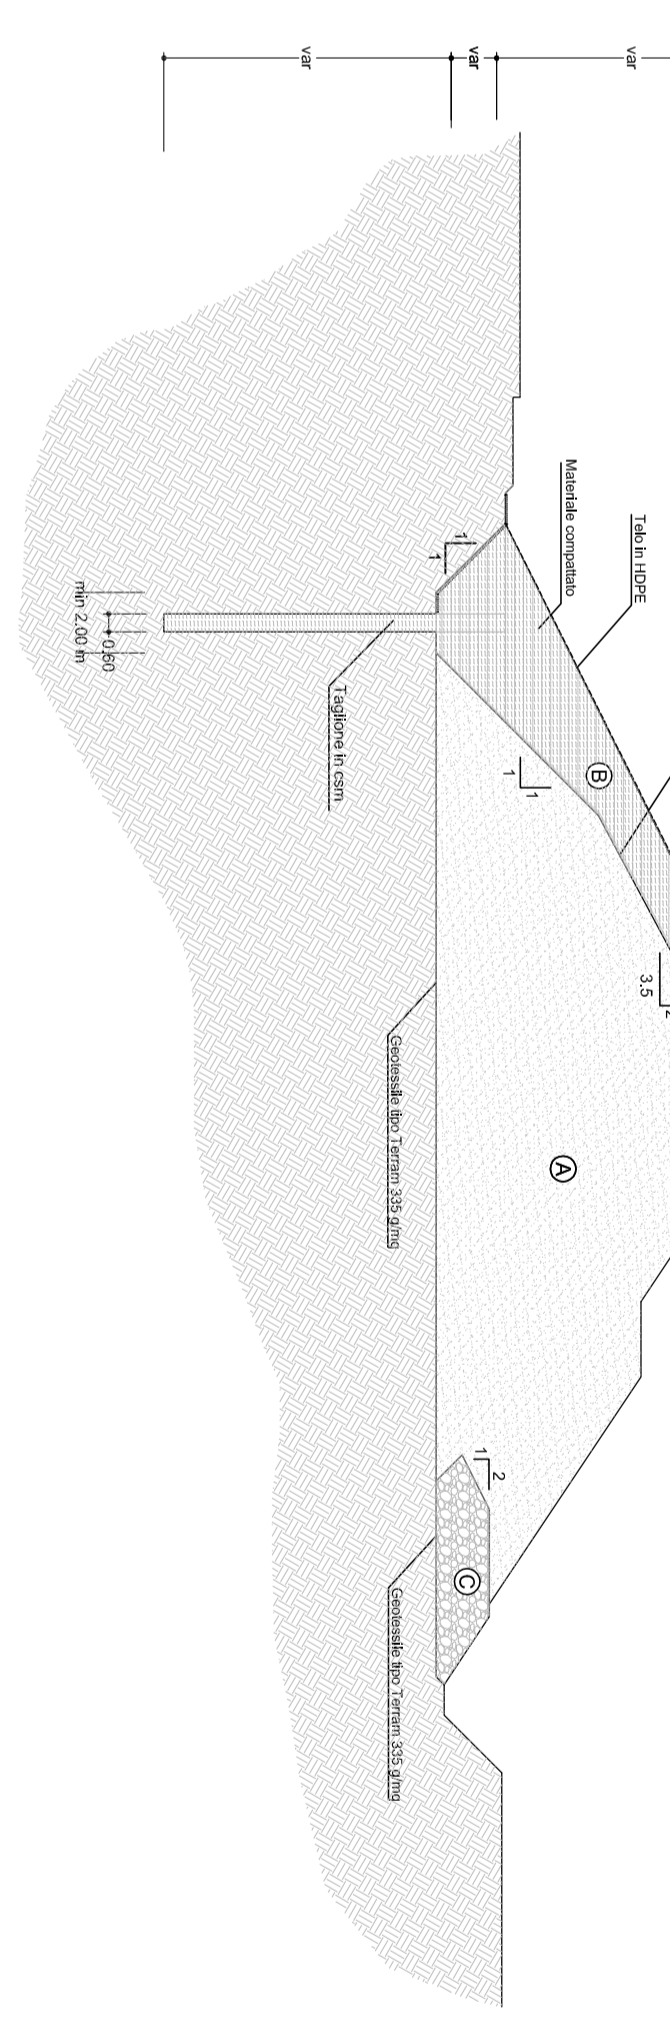 var
var
var
Telo in HDPE
Materiale compattato
1
1
min 2.00 m
0.60
Taglione in csm
B
1
1
3.5
Geotessile tipo Terram 335 g/mq
A
1
2
C
Geotessile tipo Terram 335 g/mq